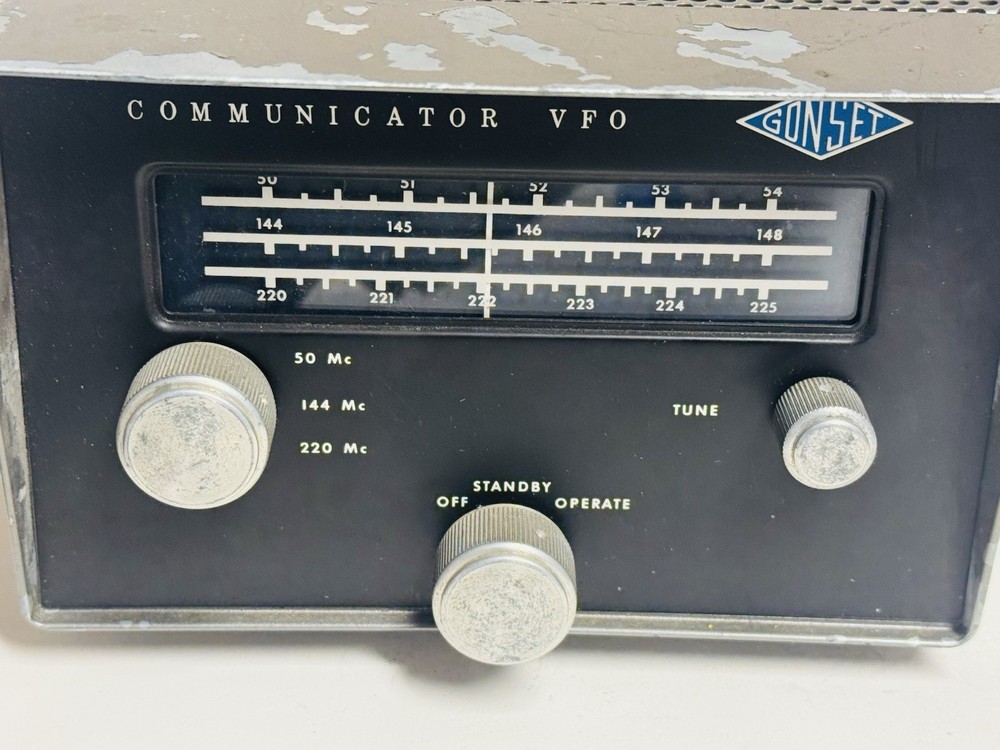 COMMUNICATOR VFO
GONSET
50 51 52 53 54
144 145 146 147 148
220 221 222 223 224 225
50 Mc
144 Mc
220 Mc
TUNE
STANDBY
OFF OPERATE